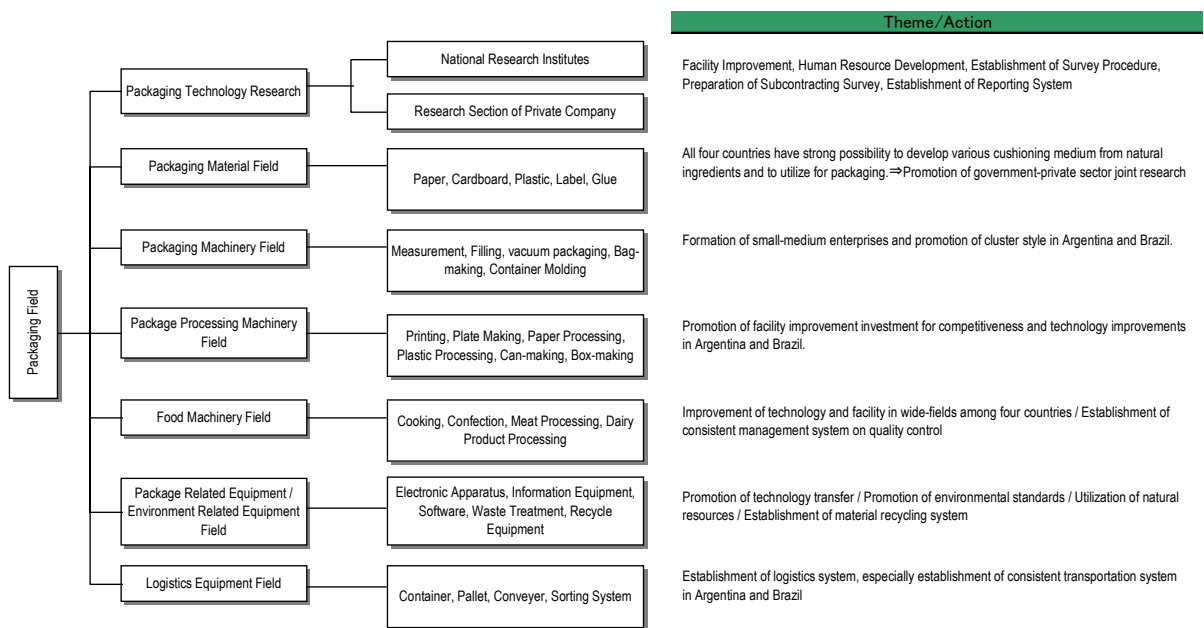 Theme/Action
Packaging Field
Packaging Technology Research
National Research Institutes
Research Section of Private Company
Facility Improvement, Human Resource Development, Establishment of Survey Procedure,
Preparation of Subcontracting Survey, Establishment of Reporting System
Packaging Material Field
Paper, Cardboard, Plastic, Label, Glue
All four countries have strong possibility to develop various cushioning medium from natural
ingredients and to utilize for packaging.⇒Promotion of government-private sector joint research
Packaging Machinery Field
Measurement, Filling, vacuum packaging, Bag-
making, Container Molding
Formation of small-medium enterprises and promotion of cluster style in Argentina and Brazil.
Package Processing Machinery
Field
Printing, Plate Making, Paper Processing,
Plastic Processing, Can-making, Box-making
Promotion of facility improvement investment for competitiveness and technology improvements
in Argentina and Brazil.
Food Machinery Field
Cooking, Confection, Meat Processing, Dairy
Product Processing
Improvement of technology and facility in wide-fields among four countries / Establishment of
consistent management system on quality control
Package Related Equipment /
Environment Related Equipment
Field
Electronic Apparatus, Information Equipment,
Software, Waste Treatment, Recycle
Equipment
Promotion of technology transfer / Promotion of environmental standards / Utilization of natural
resources / Establishment of material recycling system
Logistics Equipment Field
Container, Pallet, Conveyer, Sorting System
Establishment of logistics system, especially establishment of consistent transportation system
in Argentina and Brazil